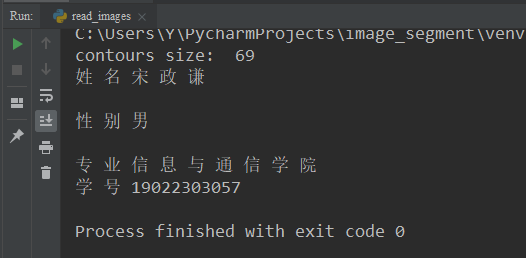 Run: read_images ×
C:\Users\Y\PycharmProjects\image_segment\venv
contours size:  69
姓 名 宋 政 谦
性 别 男
专 业 信 息 与 通 信 学 院
学 号 19022303057
Process finished with exit code 0